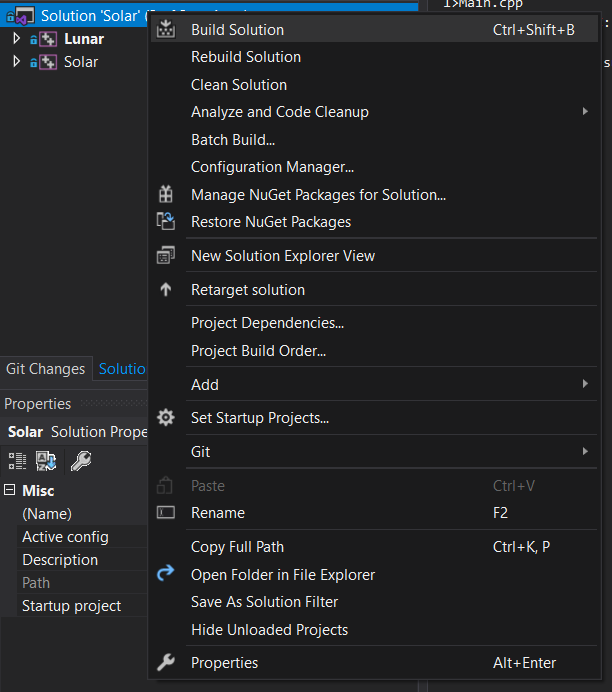 Solution 'Solar' (
1>Main.cpp
Lunar
Solar
Build Solution Ctrl+Shift+B
Rebuild Solution
Clean Solution
Analyze and Code Cleanup
Batch Build...
Configuration Manager...
Manage NuGet Packages for Solution...
Restore NuGet Packages
New Solution Explorer View
Retarget solution
Project Dependencies...
Project Build Order...
Add
Set Startup Projects...
Git
Paste Ctrl+V
Rename F2
Copy Full Path Ctrl+K, P
Open Folder in File Explorer
Save As Solution Filter
Hide Unloaded Projects
Properties Alt+Enter
Git Changes Solutio
Properties
Solar Solution Prope
Misc
(Name)
Active config
Description
Path
Startup project